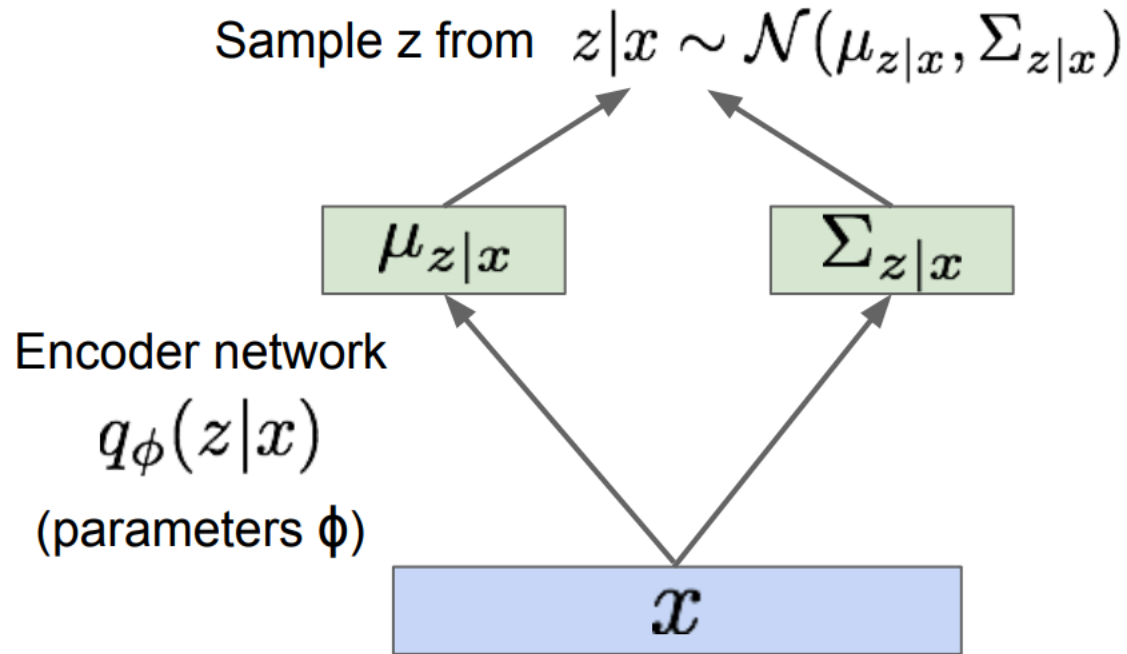 Sample z from z|x ∼ 𝒩(μ_{z|x}, Σ_{z|x})
μ_{z|x} Σ_{z|x}
Encoder network
q_ϕ(z|x)
(parameters ϕ)
x